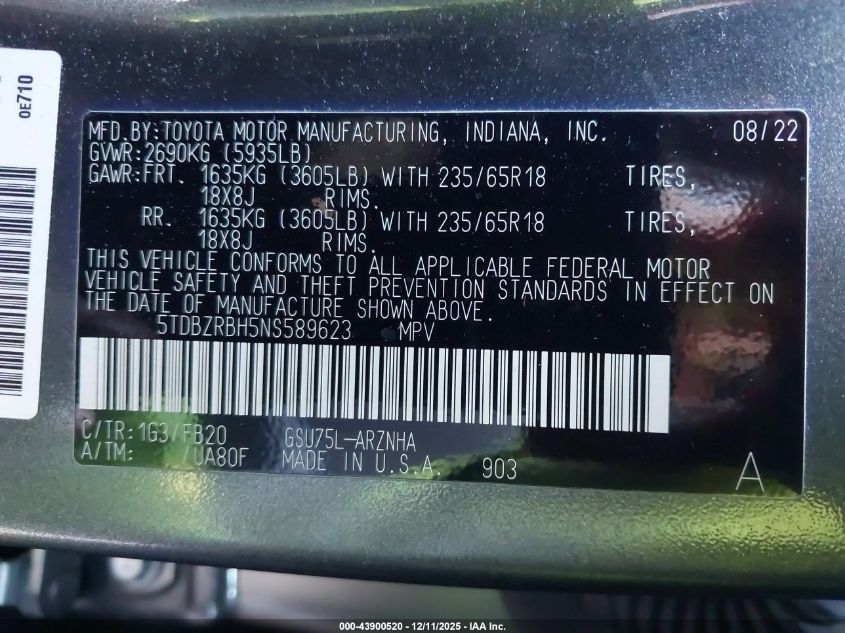 0E710
MFD.BY:TOYOTA MOTOR MANUFACTURING, INDIANA, INC. 08/22
GVWR:2690KG (5935LB)
GAWR:FRT. 1635KG (3605LB) WITH 235/65R18 TIRES,
18X8J RIMS.
RR. 1635KG (3605LB) WITH 235/65R18 TIRES,
18X8J RIMS.
THIS VEHICLE CONFORMS TO ALL APPLICABLE FEDERAL MOTOR
VEHICLE SAFETY AND THEFT PREVENTION STANDARDS IN EFFECT ON
THE DATE OF MANUFACTURE SHOWN ABOVE.
5TDBZRBH5NS589623 MPV
C/TR:1G3/FB20 GSU75L-ARZNHA
A/TM: /UA80F MADE IN U.S.A. 903 A
000-43900520 - 12/11/2025 - IAA Inc.